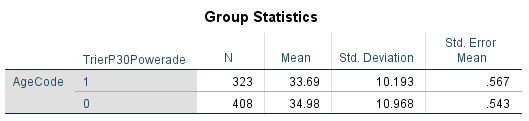 Group Statistics
TrierP30Powerade N Mean Std. Deviation Std. Error Mean
AgeCode 1 323 33.69 10.193 .567
0 408 34.98 10.968 .543